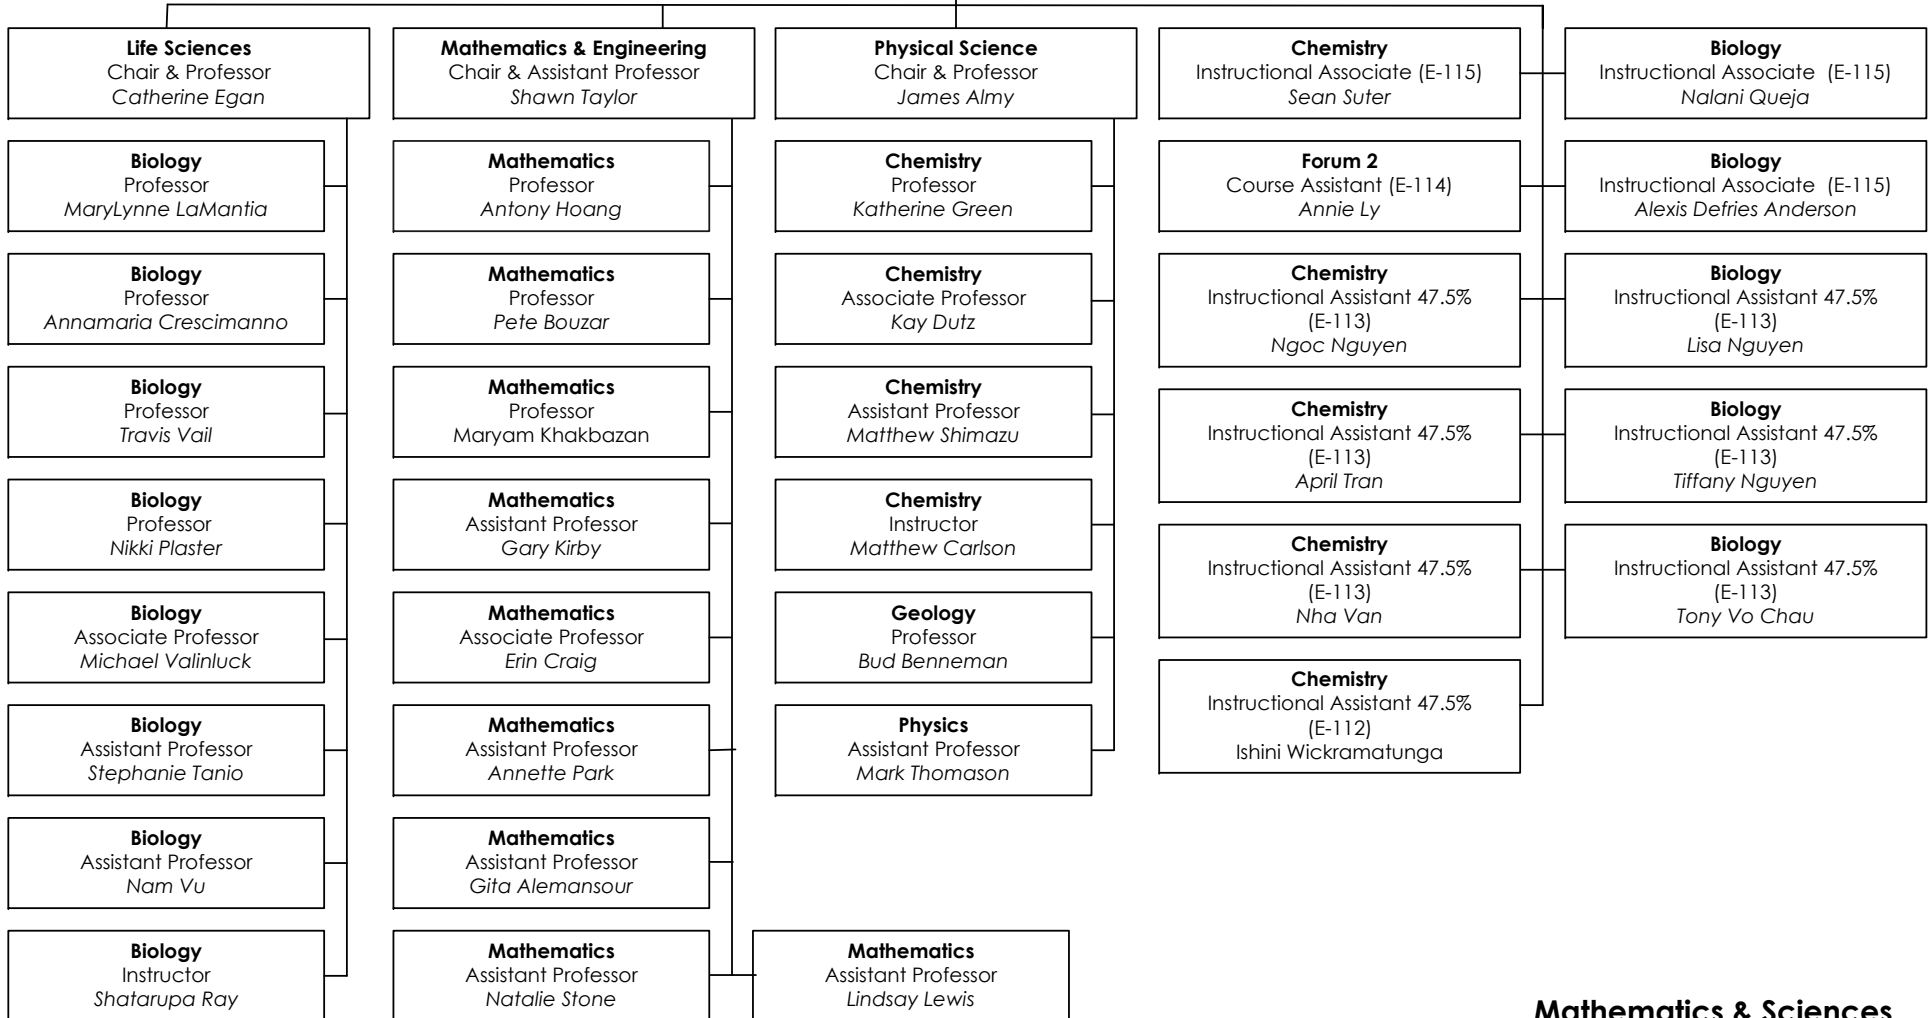 Life Sciences
Chair & Professor
Catherine Egan
Biology
Professor
MaryLynne LaMantia
Biology
Professor
Annamaria Crescimanno
Biology
Professor
Travis Vail
Biology
Professor
Nikki Plaster
Biology
Associate Professor
Michael Valinluck
Biology
Assistant Professor
Stephanie Tanio
Biology
Assistant Professor
Nam Vu
Biology
Instructor
Shatarupa Ray
Mathematics & Engineering
Chair & Assistant Professor
Shawn Taylor
Mathematics
Professor
Antony Hoang
Mathematics
Professor
Pete Bouzar
Mathematics
Professor
Maryam Khakbazan
Mathematics
Assistant Professor
Gary Kirby
Mathematics
Associate Professor
Erin Craig
Mathematics
Assistant Professor
Annette Park
Mathematics
Assistant Professor
Gita Alemansour
Mathematics
Assistant Professor
Natalie Stone
Mathematics
Assistant Professor
Lindsay Lewis
Physical Science
Chair & Professor
James Almy
Chemistry
Professor
Katherine Green
Chemistry
Associate Professor
Kay Dutz
Chemistry
Assistant Professor
Matthew Shimazu
Chemistry
Instructor
Matthew Carlson
Geology
Professor
Bud Benneman
Physics
Assistant Professor
Mark Thomason
Chemistry
Instructional Associate (E-115)
Sean Suter
Forum 2
Course Assistant (E-114)
Annie Ly
Chemistry
Instructional Assistant 47.5%
(E-113)
Ngoc Nguyen
Chemistry
Instructional Assistant 47.5%
(E-113)
April Tran
Chemistry
Instructional Assistant 47.5%
(E-113)
Nha Van
Chemistry
Instructional Assistant 47.5%
(E-112)
Ishini Wickramatunga
Biology
Instructional Associate (E-115)
Nalani Queja
Biology
Instructional Associate (E-115)
Alexis Defries Anderson
Biology
Instructional Assistant 47.5%
(E-113)
Lisa Nguyen
Biology
Instructional Assistant 47.5%
(E-113)
Tiffany Nguyen
Biology
Instructional Assistant 47.5%
(E-113)
Tony Vo Chau
Mathematics & Sciences